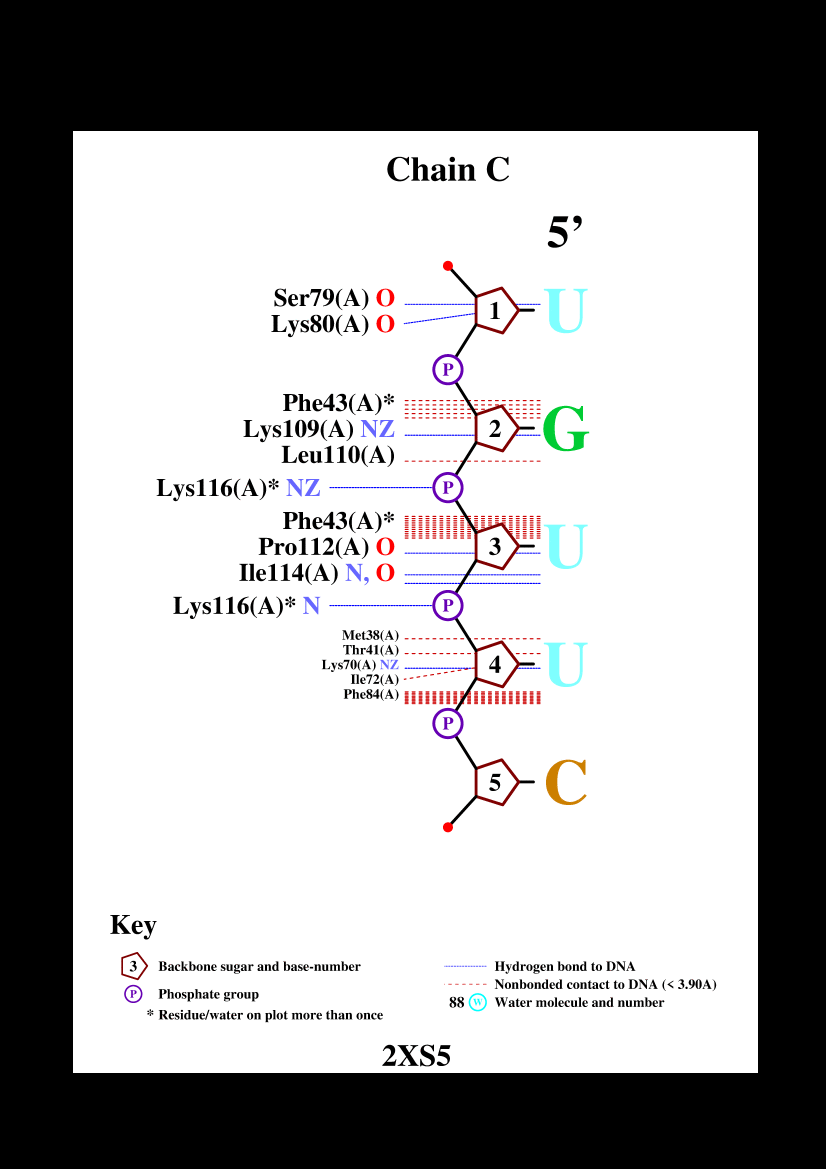 Chain C
5’
Ser79(A) O
1 U
Lys80(A) O
P
Phe43(A)*
Lys109(A) NZ 2 G
Leu110(A)
Lys116(A)* NZ P
Phe43(A)*
Pro112(A) O 3 U
Ile114(A) N, O
Lys116(A)* N P
Met38(A)
Thr41(A)
Lys70(A) NZ 4 U
Ile72(A)
Phe84(A)
P
5 C
Key
3 Backbone sugar and base-number
P Phosphate group
* Residue/water on plot more than once
Hydrogen bond to DNA
Nonbonded contact to DNA (< 3.90A)
88 W Water molecule and number
2XS5